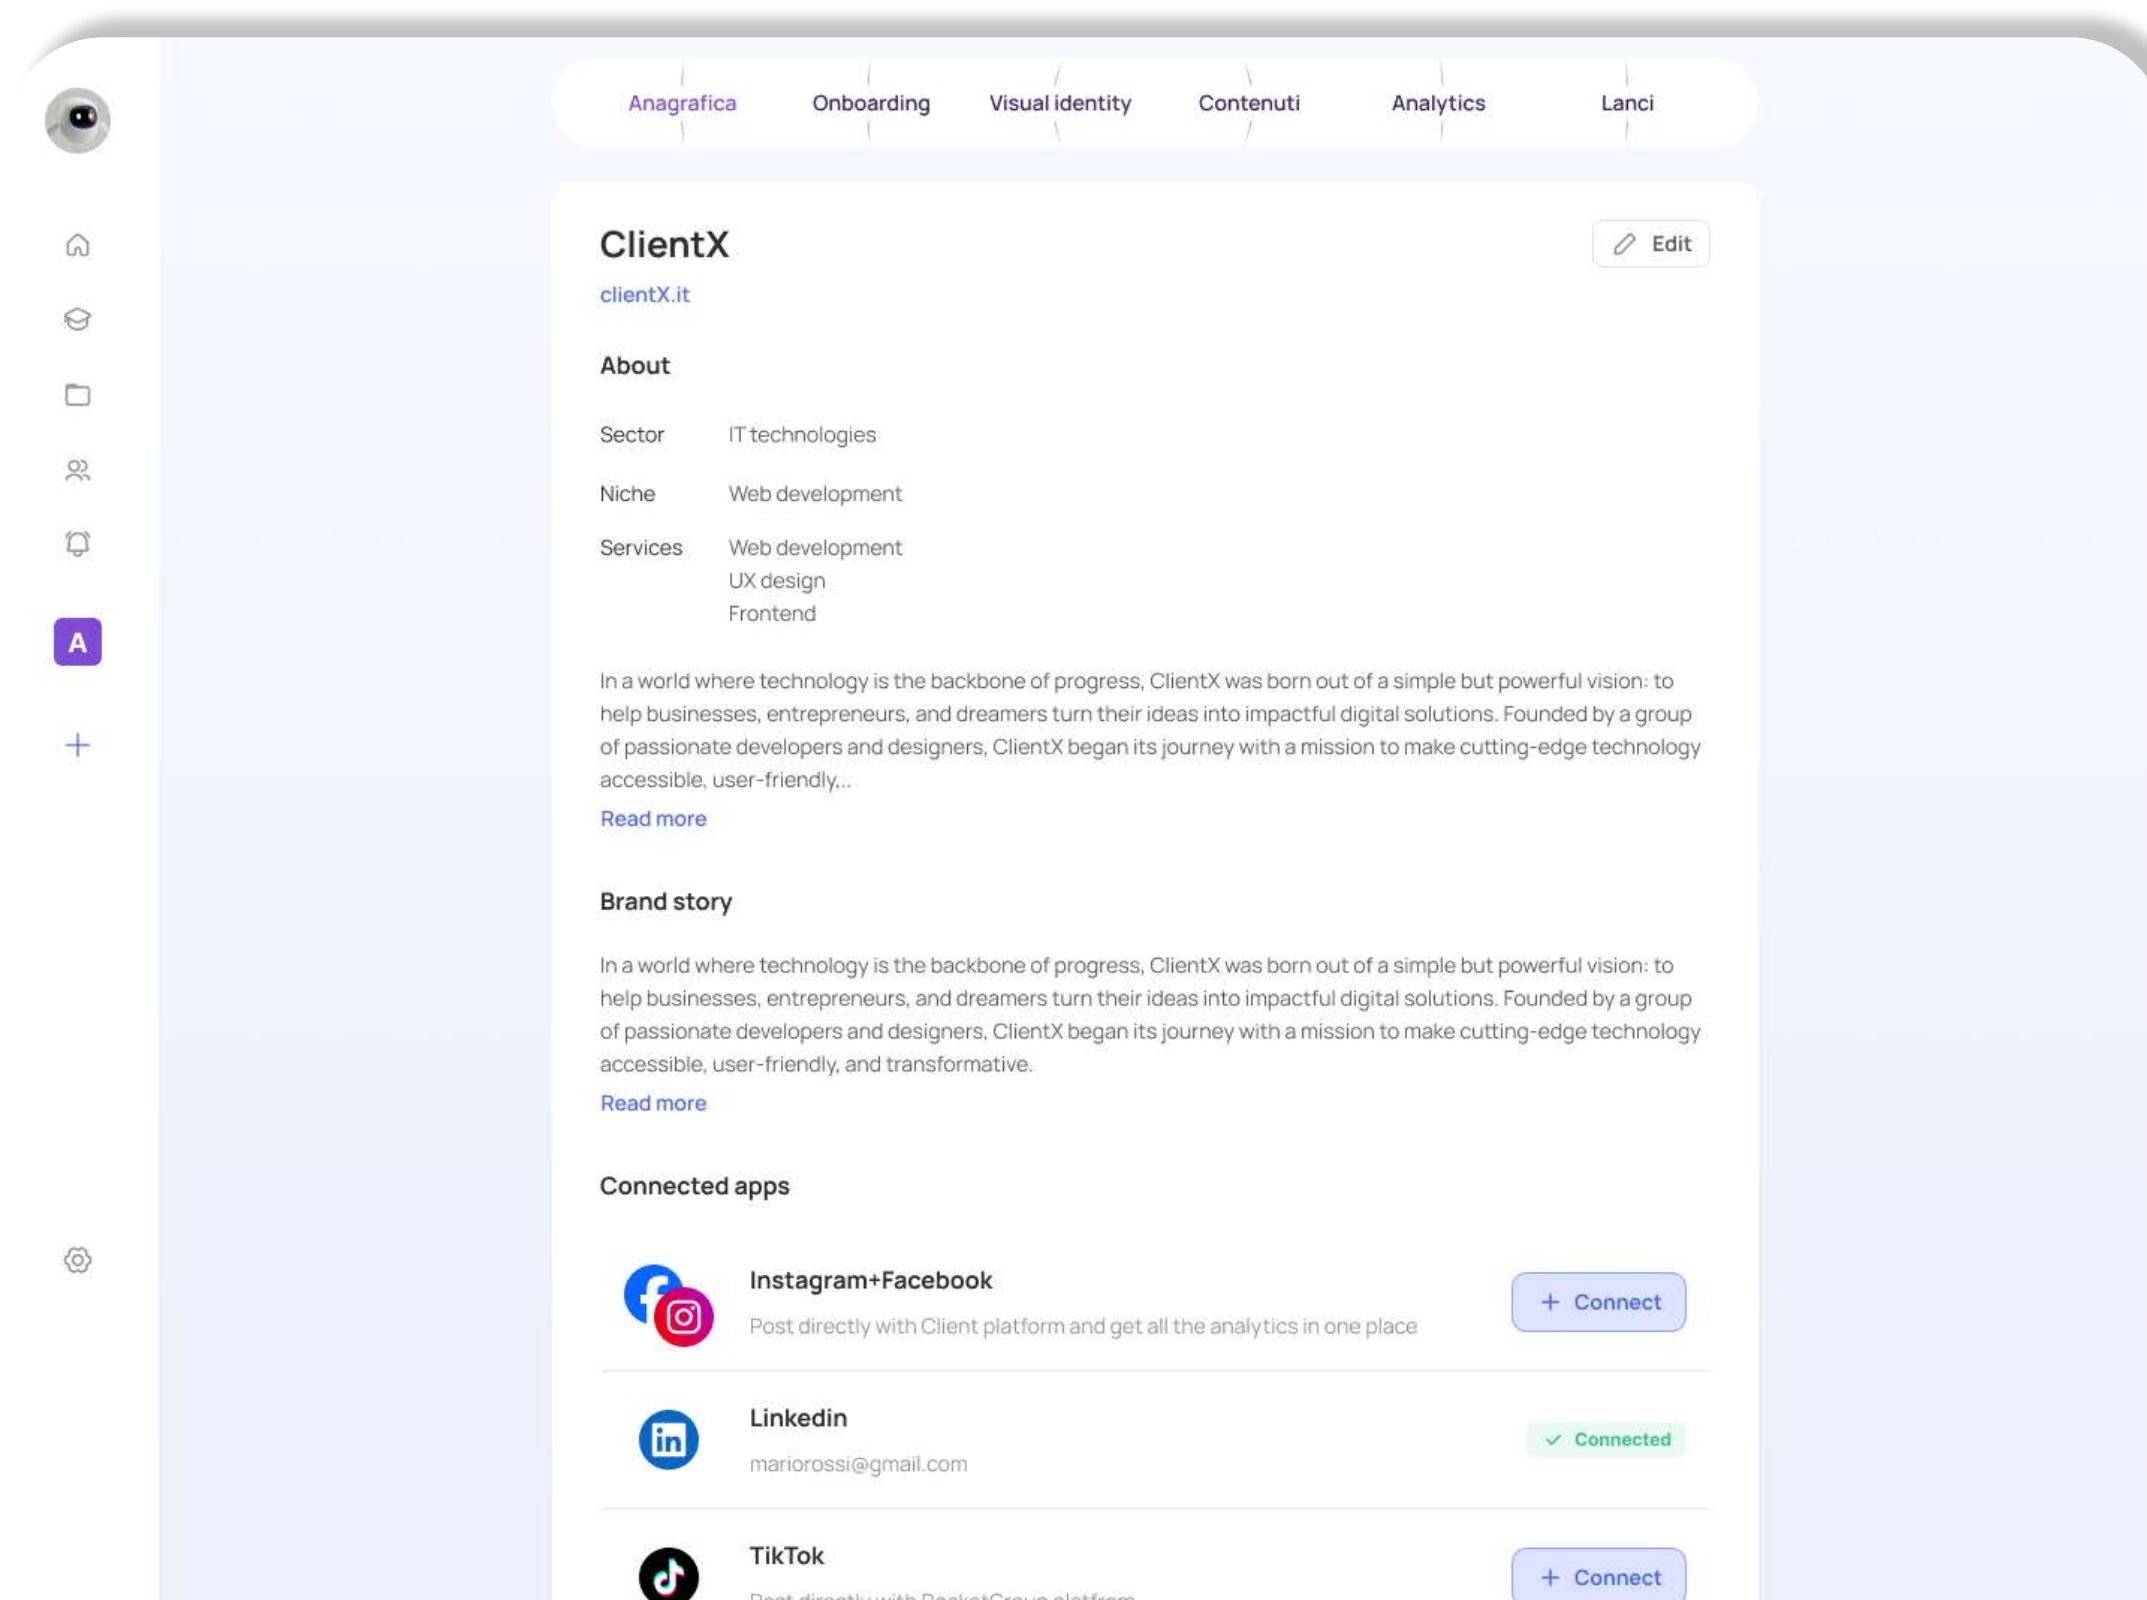 Anagrafica
Onboarding
Visual identity
Contenuti
Analytics
Lanci
ClientX
Edit
clientX.it
About
Sector IT technologies
Niche Web development
Services Web development
UX design
Frontend
A
In a world where technology is the backbone of progress, ClientX was born out of a simple but powerful vision: to
help businesses, entrepreneurs, and dreamers turn their ideas into impactful digital solutions. Founded by a group
of passionate developers and designers, ClientX began its journey with a mission to make cutting-edge technology
accessible, user-friendly,...
Read more
Brand story
In a world where technology is the backbone of progress, ClientX was born out of a simple but powerful vision: to
help businesses, entrepreneurs, and dreamers turn their ideas into impactful digital solutions. Founded by a group
of passionate developers and designers, ClientX began its journey with a mission to make cutting-edge technology
accessible, user-friendly, and transformative.
Read more
Connected apps
Instagram+Facebook
Post directly with Client platform and get all the analytics in one place
+ Connect
in
Linkedin
mariorossi@gmail.com
Connected
TikTok
+ Connect
Post directly with RocketGroup platfrom